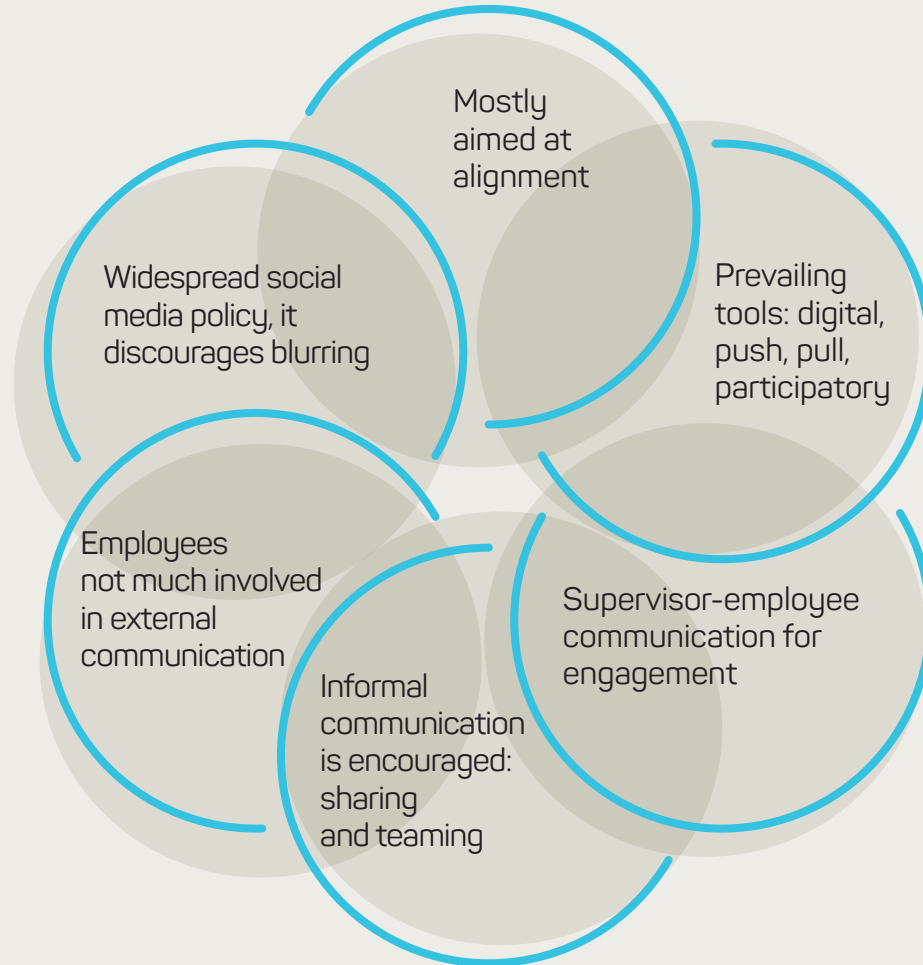 Mostly
aimed at
alignment
Prevailing
tools: digital,
push, pull,
participatory
Supervisor-employee
communication for
engagement
Informal
communication
is encouraged:
sharing
and teaming
Employees
not much involved
in external
communication
Widespread social
media policy, it
discourages blurring